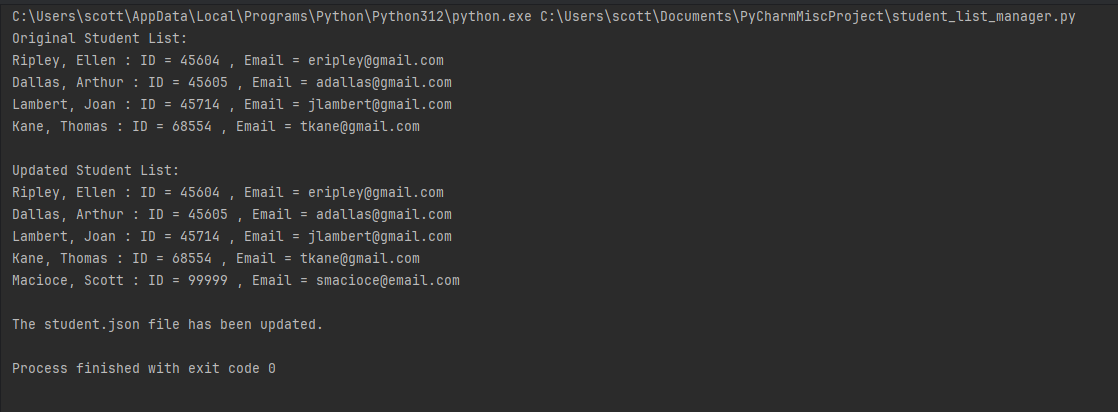 C:\Users\scott\AppData\Local\Programs\Python\Python312\python.exe C:\Users\scott\Documents\PyCharmMiscProject\student_list_manager.py
Original Student List:
Ripley, Ellen : ID = 45604 , Email = eripley@gmail.com
Dallas, Arthur : ID = 45605 , Email = adallas@gmail.com
Lambert, Joan : ID = 45714 , Email = jlambert@gmail.com
Kane, Thomas : ID = 68554 , Email = tkane@gmail.com
Updated Student List:
Ripley, Ellen : ID = 45604 , Email = eripley@gmail.com
Dallas, Arthur : ID = 45605 , Email = adallas@gmail.com
Lambert, Joan : ID = 45714 , Email = jlambert@gmail.com
Kane, Thomas : ID = 68554 , Email = tkane@gmail.com
Macioce, Scott : ID = 99999 , Email = smacioce@email.com
The student.json file has been updated.
Process finished with exit code 0